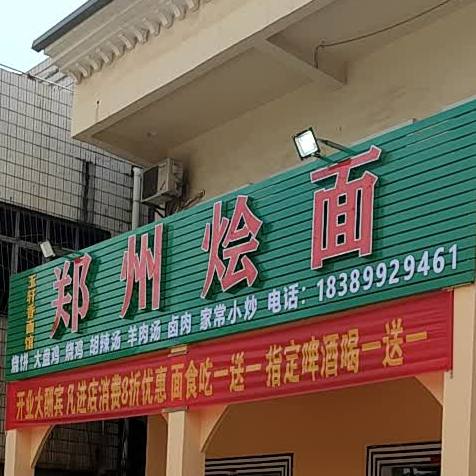 玉轩香面馆
郑州烩面
烧饼 大盘鸡 烧鸡 胡辣汤 羊肉汤 卤肉 家常小炒 电话：18389929461
开业大酬宾 凡进店消费8折优惠 面食吃一送一 指定啤酒喝一送一